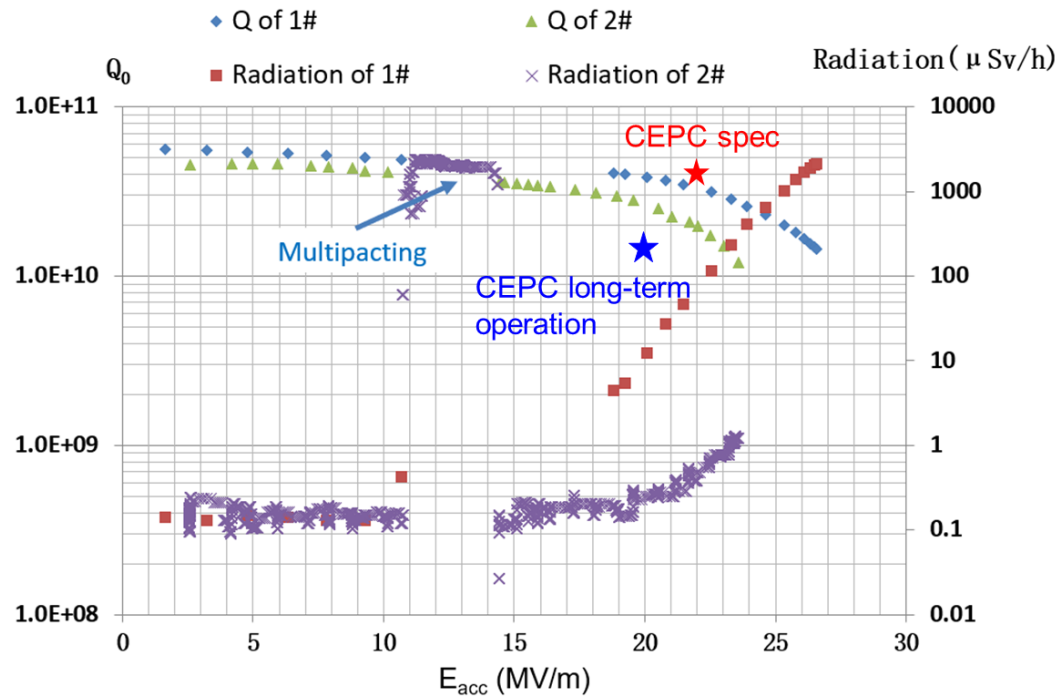 Q of 1#
Q of 2#
Radiation of 1#
Radiation of 2#
Q0
Radiation(μSv/h)
1.0E+11
10000
CEPC spec
1000
Multipacting
1.0E+10
100
CEPC long-term
operation
10
1.0E+09
1
0.1
1.0E+08
0.01
0 5 10 15 20 25 30
Eacc (MV/m)